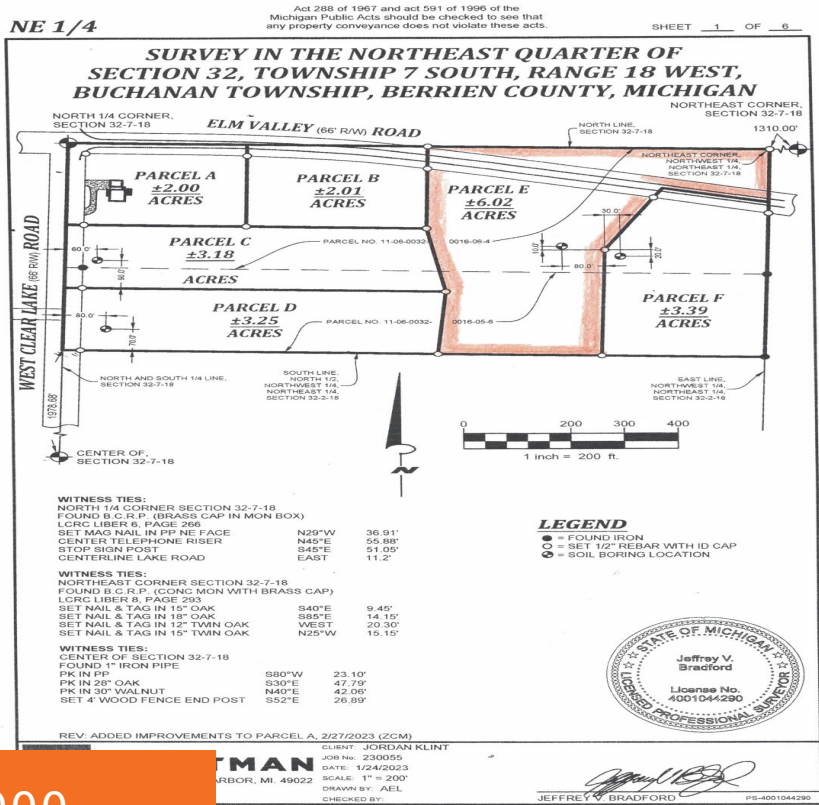 Act 288 of 1967 and act 591 of 1996 of the
Michigan Public Acts should be checked to see that
any property conveyance does not violate these acts.
NE 1/4
SHEET 1 OF 6
SURVEY IN THE NORTHEAST QUARTER OF
SECTION 32, TOWNSHIP 7 SOUTH, RANGE 18 WEST,
BUCHANAN TOWNSHIP, BERRIEN COUNTY, MICHIGAN
NORTH 1/4 CORNER,
SECTION 32-7-18
ELM VALLEY (66' R/W) ROAD
NORTH LINE,
SECTION 32-7-18
NORTHEAST CORNER,
SECTION 32-7-18
1310.00'
NORTHEAST CORNER,
NORTHWEST 1/4,
NORTHEAST 1/4,
SECTION 32-7-18
PARCEL A
±2.00
ACRES
PARCEL B
±2.01
ACRES
PARCEL E
±6.02
ACRES
30.0'
PARCEL C
±3.18
ACRES
PARCEL NO. 11-06-0032-
0016-06-4
60.0'
90.0'
10.0'
80.0'
20.0'
WEST CLEAR LAKE (66' R/W) ROAD
PARCEL D
±3.25
ACRES
PARCEL NO. 11-06-0032-
0016-05-6
80.0'
70.0'
PARCEL F
±3.39
ACRES
NORTH AND SOUTH 1/4 LINE,
SECTION 32-7-18
SOUTH LINE,
NORTH 1/2,
NORTHWEST 1/4,
NORTHEAST 1/4,
SECTION 32-2-18
EAST LINE,
NORTHWEST 1/4,
NORTHEAST 1/4,
SECTION 32-2-18
1978.68'
CENTER OF,
SECTION 32-7-18
N
0 200 300 400
1 inch = 200 ft.
WITNESS TIES:
NORTH 1/4 CORNER SECTION 32-7-18
FOUND B.C.R.P. (BRASS CAP IN MON BOX)
LCRC LIBER 6, PAGE 266
SET MAG NAIL IN PP NE FACE N29°W 36.91'
CENTER TELEPHONE RISER N45°E 55.88'
STOP SIGN POST S45°E 51.05'
CENTERLINE LAKE ROAD EAST 11.2'
WITNESS TIES:
NORTHEAST CORNER SECTION 32-7-18
FOUND B.C.R.P. (CONC MON WITH BRASS CAP)
LCRC LIBER 8, PAGE 293
SET NAIL & TAG IN 15" OAK S40°E 9.45'
SET NAIL & TAG IN 18" OAK S85°E 14.15'
SET NAIL & TAG IN 12" TWIN OAK WEST 20.30'
SET NAIL & TAG IN 15" TWIN OAK N25°W 15.15'
WITNESS TIES:
CENTER OF SECTION 32-7-18
FOUND 1" IRON PIPE
PK IN PP S80°W 23.10'
PK IN 28" OAK S30°E 47.79'
PK IN 30" WALNUT N40°E 42.06'
SET 4' WOOD FENCE END POST S52°E 26.89'
LEGEND
= FOUND IRON
= SET 1/2" REBAR WITH ID CAP
= SOIL BORING LOCATION
STATE OF MICHIGAN
Jeffrey V.
Bradford
License No.
4001044290
LICENSED PROFESSIONAL SURVEYOR
REV: ADDED IMPROVEMENTS TO PARCEL A, 2/27/2023 (ZCM)
TMAN
ARBOR, MI. 49022
CLIENT: JORDAN KLINT
JOB No: 230055
DATE: 1/24/2023
SCALE: 1" = 200'
DRAWN BY: AEL
CHECKED BY:
JEFFREY V. BRADFORD
PS-4001044290